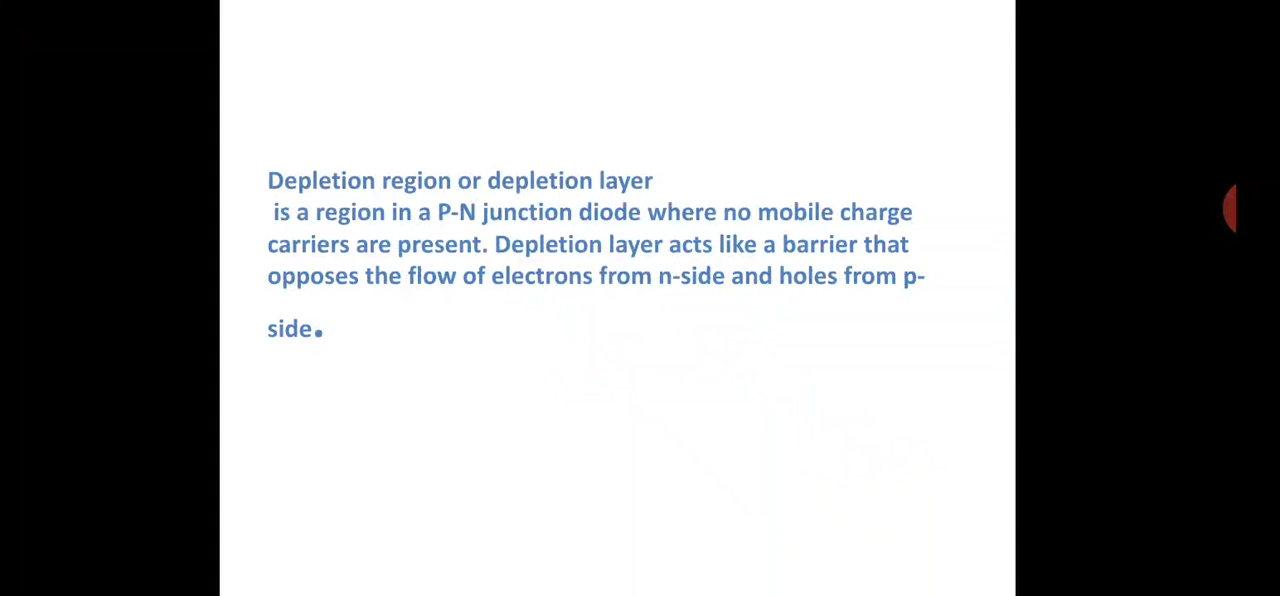 Depletion region or depletion layer
is a region in a P-N junction diode where no mobile charge
carriers are present. Depletion layer acts like a barrier that
opposes the flow of electrons from n-side and holes from p-
side.